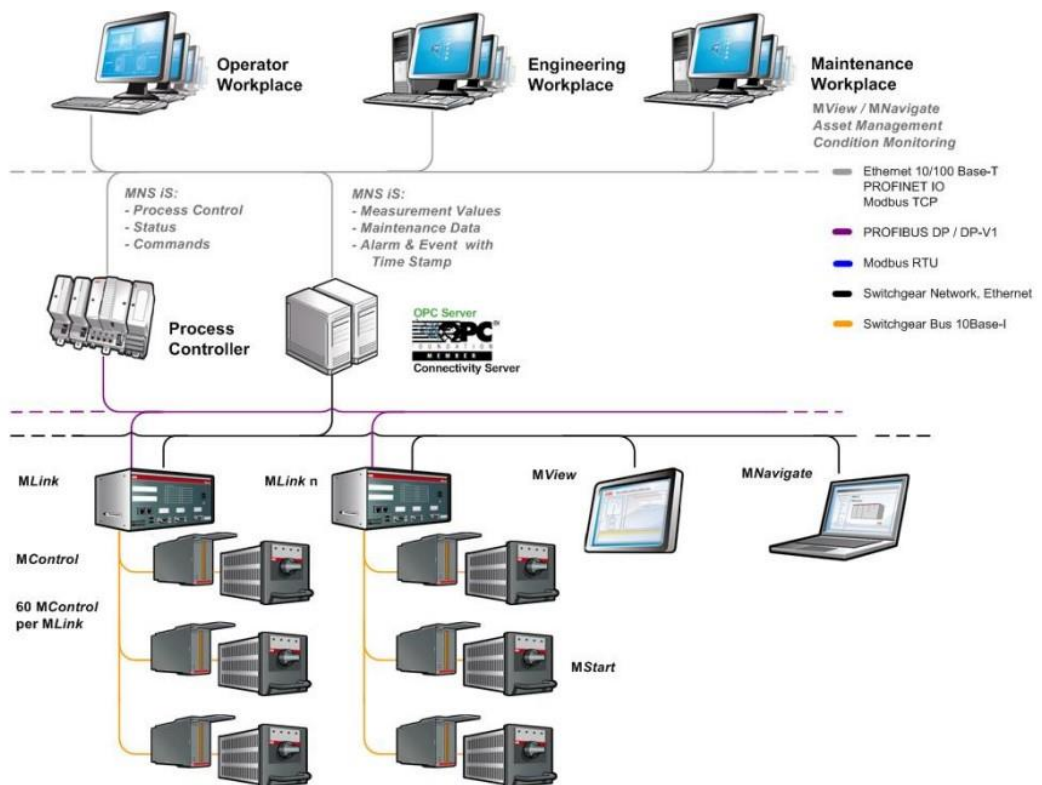 Operator
Workplace
Engineering
Workplace
Maintenance
Workplace
MView / MNavigate
Asset Management
Condition Monitoring
Ethernet 10/100 Base-T
PROFINET IO
Modbus TCP
PROFIBUS DP / DP-V1
Modbus RTU
Switchgear Network, Ethernet
Switchgear Bus 10Base-I
MNS iS:
- Process Control
- Status
- Commands
MNS iS:
- Measurement Values
- Maintenance Data
- Alarm & Event with
Time Stamp
Process
Controller
OPC Server
OPC
FOUNDATION
MEMBER
Connectivity Server
MLink
MLink n
MView
MNavigate
MControl
60 MControl
per MLink
MStart